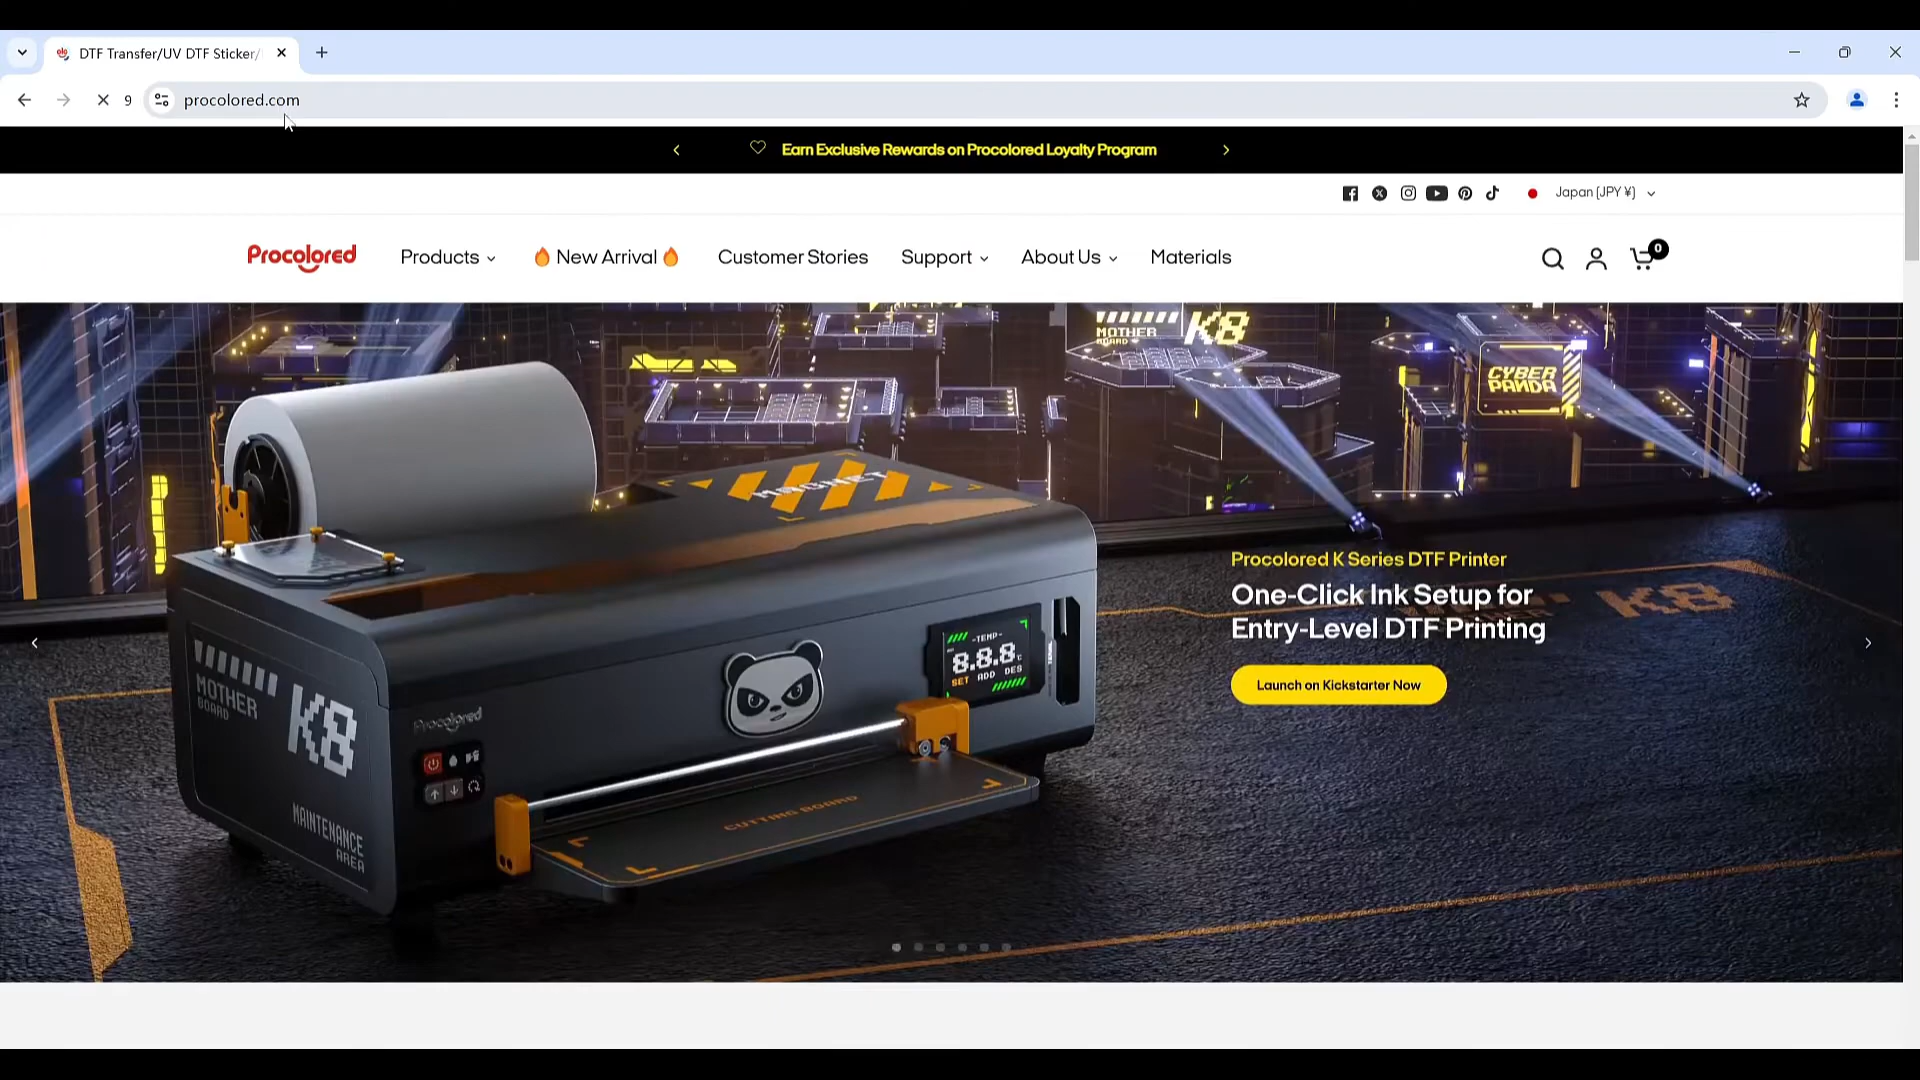 DTF Transfer/UV DTF Sticker/
9
procolored.com
Earn Exclusive Rewards on Procolored Loyalty Program
Japan (JPY ¥)
Procolored
Products
New Arrival
Customer Stories
Support
About Us
Materials
0
MOTHER
BOARD
K8
CYBER
PANDA
MAGNET
Procolored K Series DTF Printer
One-Click Ink Setup for
Entry-Level DTF Printing
Launch on Kickstarter Now
K8
-TEMP-
8.8.8
SET ADD DES
MOTHER
BOARD
K8
Procolored
MAINTENANCE
AREA
CUTTING BOARD